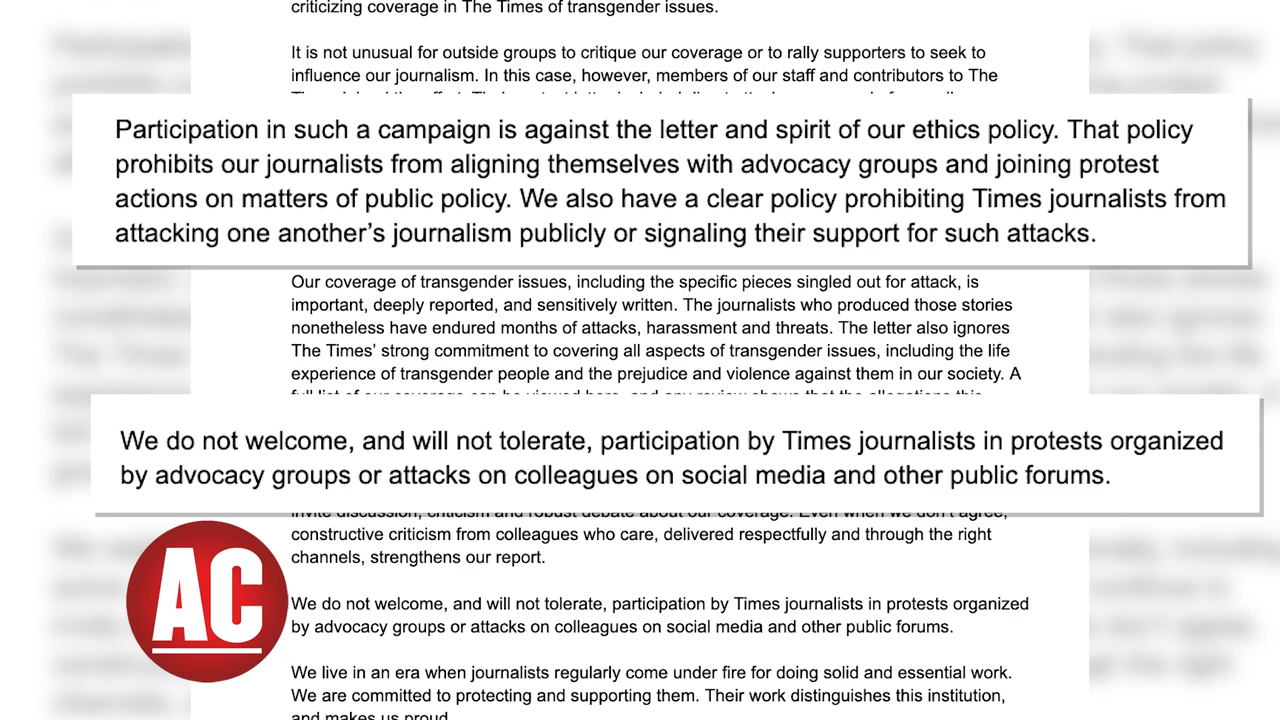 criticizing coverage in The Times of transgender issues.
It is not unusual for outside groups to critique our coverage or to rally supporters to seek to
influence our journalism. In this case, however, members of our staff and contributors to The
Participation in such a campaign is against the letter and spirit of our ethics policy. That policy
prohibits our journalists from aligning themselves with advocacy groups and joining protest
actions on matters of public policy. We also have a clear policy prohibiting Times journalists from
attacking one another’s journalism publicly or signaling their support for such attacks.
Our coverage of transgender issues, including the specific pieces singled out for attack, is
important, deeply reported, and sensitively written. The journalists who produced those stories
nonetheless have endured months of attacks, harassment and threats. The letter also ignores
The Times’ strong commitment to covering all aspects of transgender issues, including the life
experience of transgender people and the prejudice and violence against them in our society. A
We do not welcome, and will not tolerate, participation by Times journalists in protests organized
by advocacy groups or attacks on colleagues on social media and other public forums.
invite discussion, criticism and robust debate about our coverage. Even when we don’t agree,
constructive criticism from colleagues who care, delivered respectfully and through the right
channels, strengthens our report.
AC
We do not welcome, and will not tolerate, participation by Times journalists in protests organized
by advocacy groups or attacks on colleagues on social media and other public forums.
We live in an era when journalists regularly come under fire for doing solid and essential work.
We are committed to protecting and supporting them. Their work distinguishes this institution,
and makes us proud.